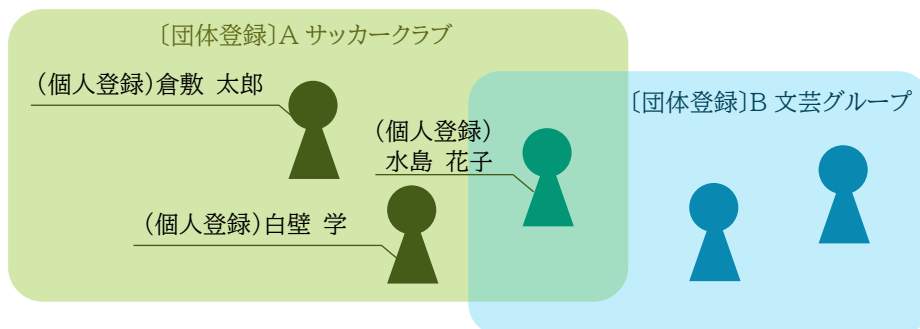 〔団体登録〕A サッカークラブ
(個人登録)倉敷 太郎
〔団体登録〕B 文芸グループ
(個人登録)
水島 花子
(個人登録)白壁 学